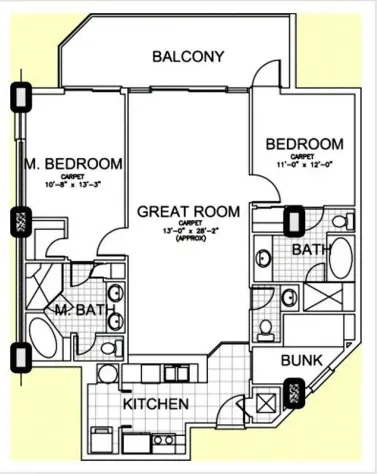 BALCONY
M. BEDROOM
CARPET
10'-8" x 13'-3"
BEDROOM
CARPET
11'-0" x 12'-0"
GREAT ROOM
CARPET
13'-0" x 28'-2"
(APPROX)
BATH
M. BATH
BUNK
KITCHEN